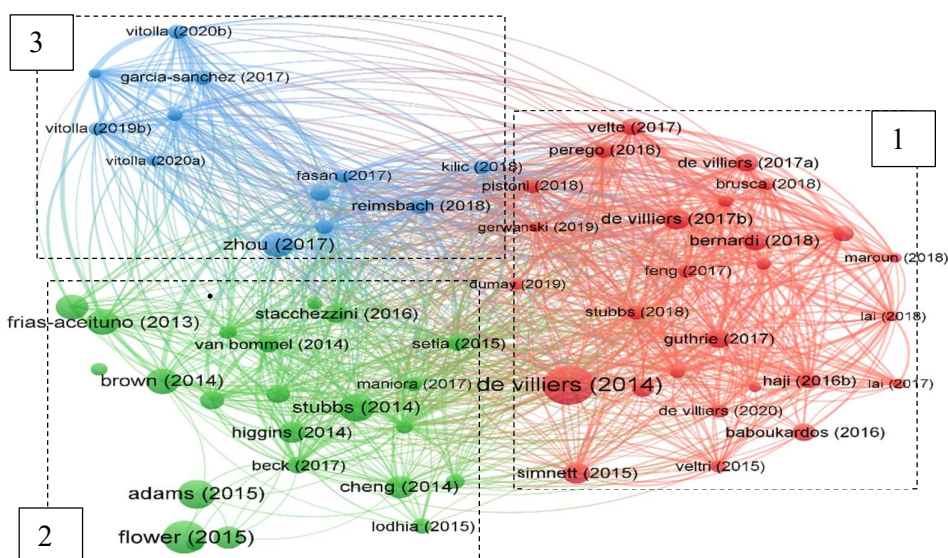 3
vitolla (2020b)
garcia-sanchez (2017)
vitolla (2019b)
vitolla (2020a)
fasan (2017)
kilic (2018)
reimsbach (2018)
zhou (2017)
1
velte (2017)
perego (2016)
de villiers (2017a)
pistoni (2018)
brusca (2018)
de villiers (2017b)
gerwanski (2019)
bernardi (2018)
maroun (2018)
feng (2017)
dumay (2019)
stubbs (2018)
lai (2018)
guthrie (2017)
de villiers (2014)
haji (2016b)
lai (2017)
de villiers (2020)
baboukardos (2016)
simnett (2015)
veltri (2015)
frias-aceituno (2013)
stacchezzini (2016)
van bommel (2014)
setia (2015)
brown (2014)
maniora (2017)
stubbs (2014)
higgins (2014)
beck (2017)
adams (2015)
cheng (2014)
lodhia (2015)
flower (2015)
2